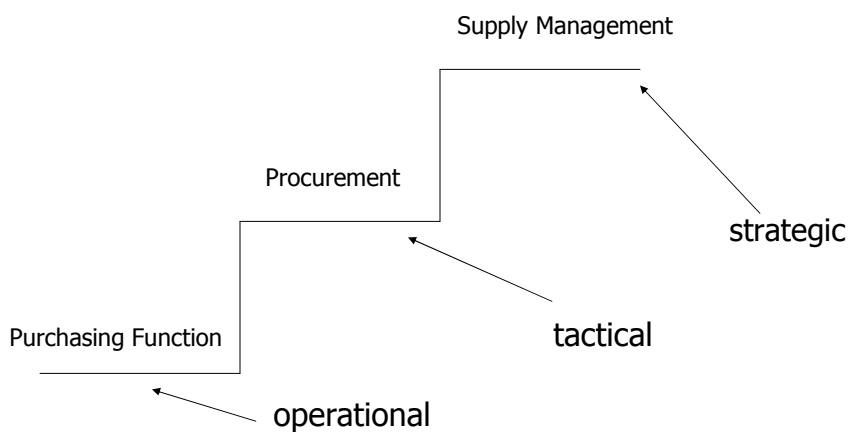 Supply Management
Procurement
strategic
Purchasing Function
tactical
operational